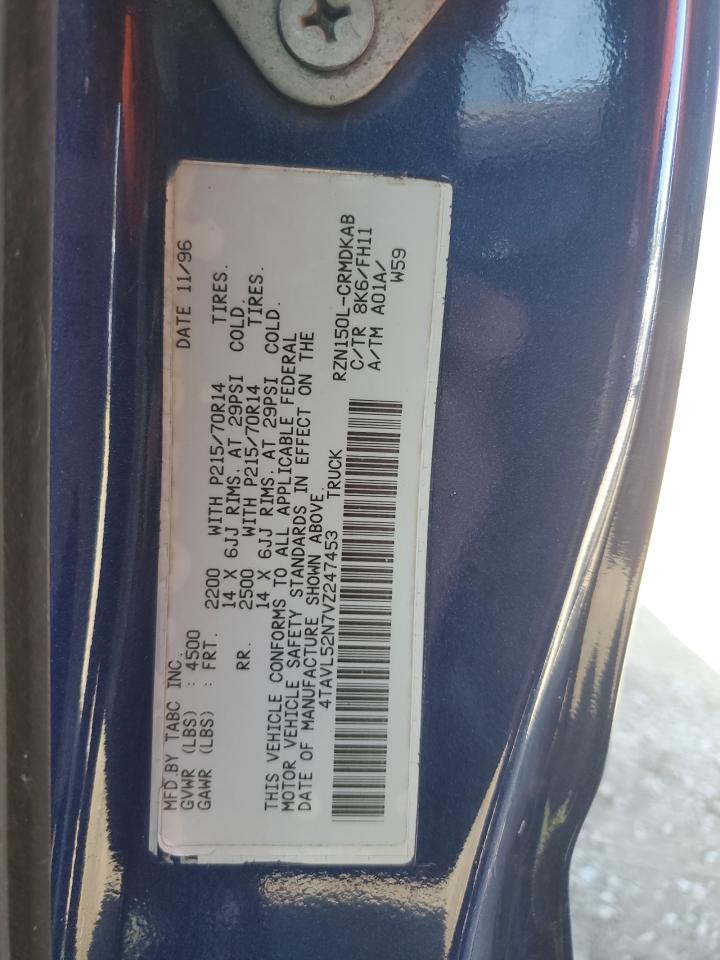 MFD.BY TABC INC. DATE 11/96
GVWR (LBS) : 4500
GAWR (LBS) : FRT. 2200 WITH P215/70R14 TIRES.
14 X 6JJ RIMS. AT 29PSI COLD.
RR. 2500 WITH P215/70R14 TIRES.
14 X 6JJ RIMS. AT 29PSI COLD.
THIS VEHICLE CONFORMS TO ALL APPLICABLE FEDERAL
MOTOR VEHICLE SAFETY STANDARDS IN EFFECT ON THE
DATE OF MANUFACTURE SHOWN ABOVE.
4TAVL52N7VZ247453 TRUCK
RZN150L-CRMDKAB
C/TR 8K6/FH11
A/TM A01A/
W59